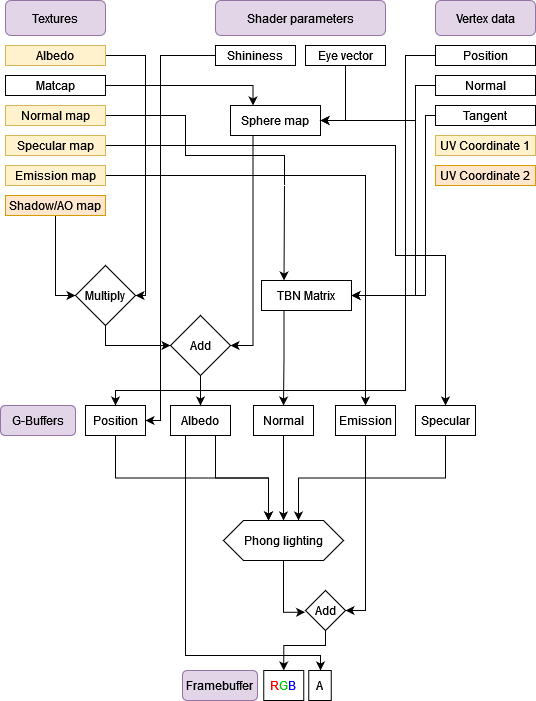 Textures
Shader parameters
Vertex data
Albedo
Shininess
Eye vector
Position
Matcap
Normal
Normal map
Sphere map
Tangent
Specular map
UV Coordinate 1
Emission map
UV Coordinate 2
Shadow/AO map
Multiply
TBN Matrix
Add
G-Buffers
Position
Albedo
Normal
Emission
Specular
Phong lighting
Add
Framebuffer
RGB
A